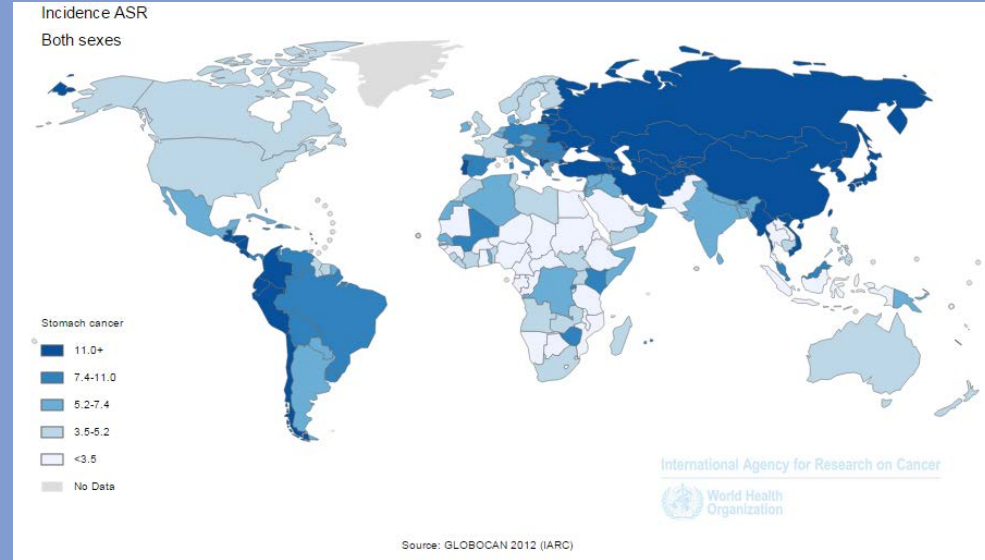 Incidence ASR
Both sexes
Stomach cancer
11.0+
7.4-11.0
5.2-7.4
3.5-5.2
<3.5
No Data
International Agency for Research on Cancer
World Health
Organization
Source: GLOBOCAN 2012 (IARC)